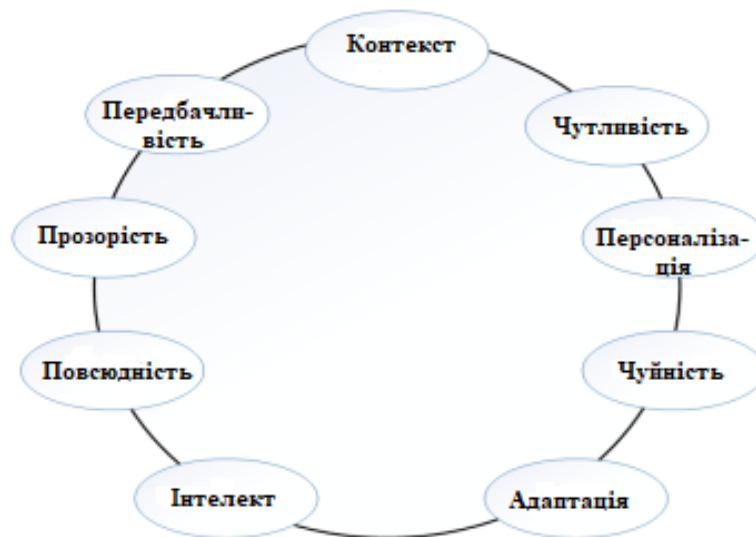 Контекст
Чутливість
Персоналіза-
ція
Чуйність
Адаптація
Інтелект
Повсюдність
Прозорість
Передбачли-
вість